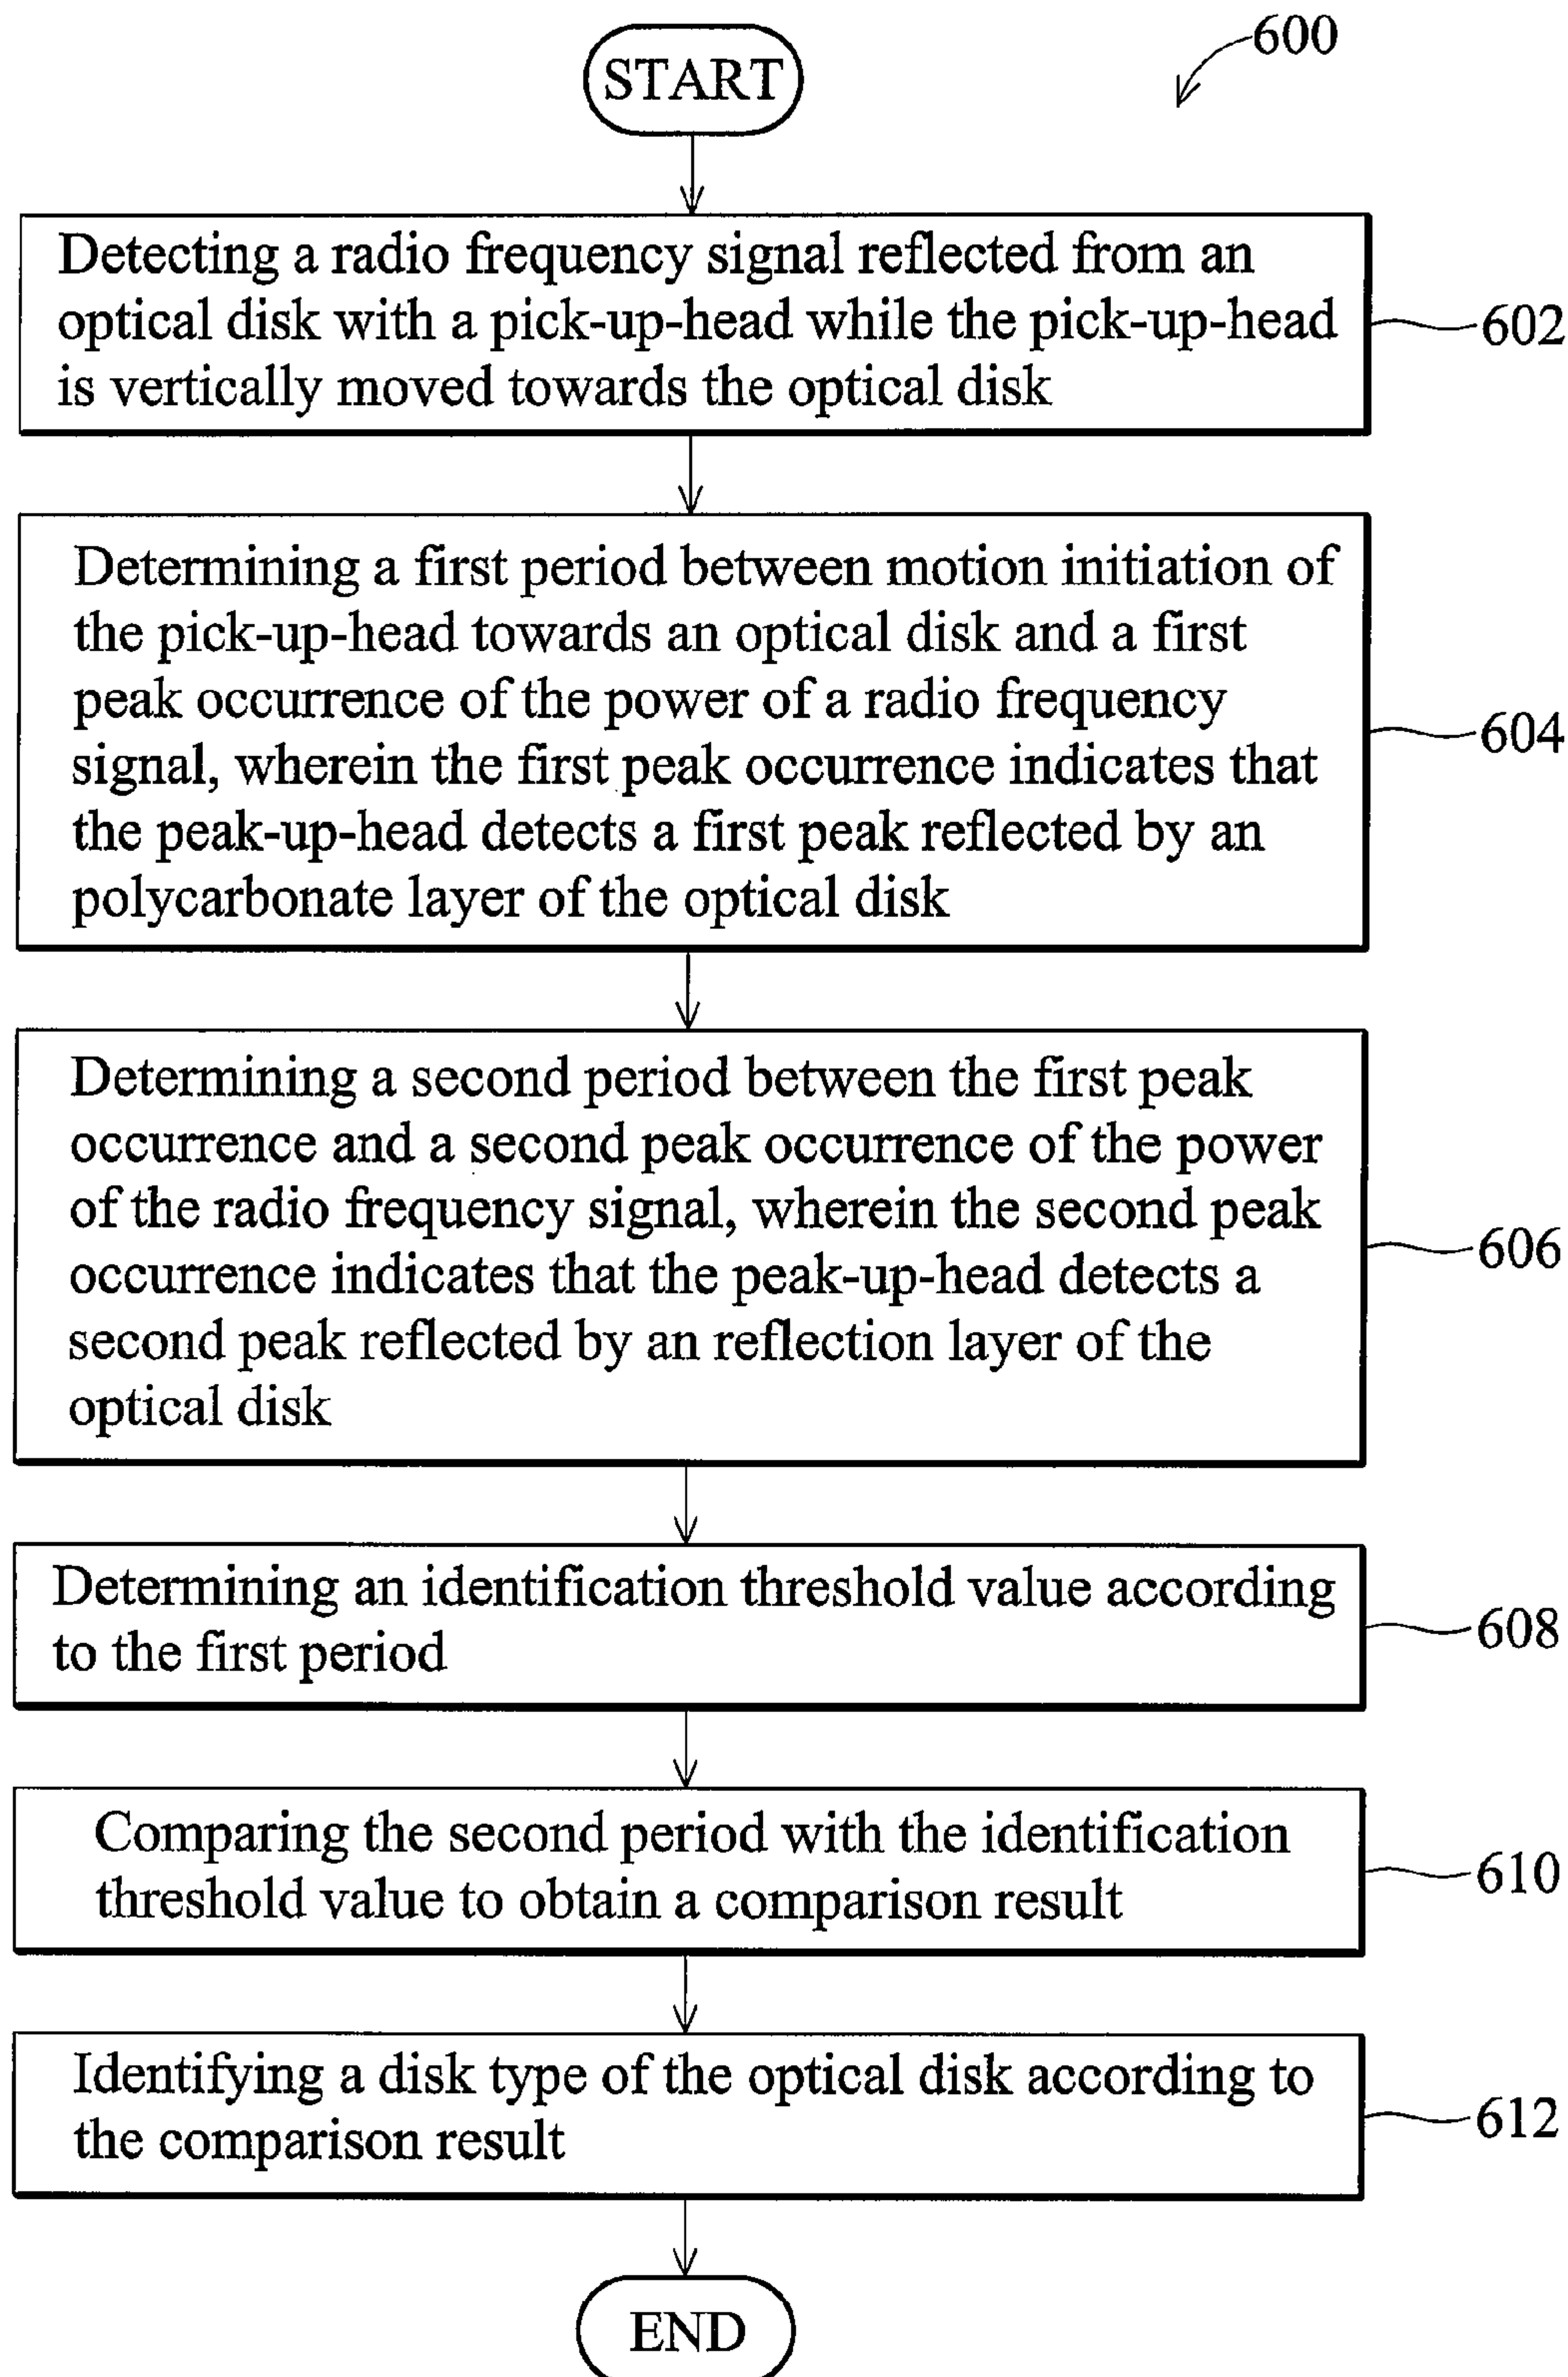 600
START
Detecting a radio frequency signal reflected from an
optical disk with a pick-up-head while the pick-up-head
is vertically moved towards the optical disk
602
Determining a first period between motion initiation of
the pick-up-head towards an optical disk and a first
peak occurrence of the power of a radio frequency
signal, wherein the first peak occurrence indicates that
the peak-up-head detects a first peak reflected by an
polycarbonate layer of the optical disk
604
Determining a second period between the first peak
occurrence and a second peak occurrence of the power
of the radio frequency signal, wherein the second peak
occurrence indicates that the peak-up-head detects a
second peak reflected by an reflection layer of the
optical disk
606
Determining an identification threshold value according
to the first period
608
Comparing the second period with the identification
threshold value to obtain a comparison result
610
Identifying a disk type of the optical disk according to
the comparison result
612
END